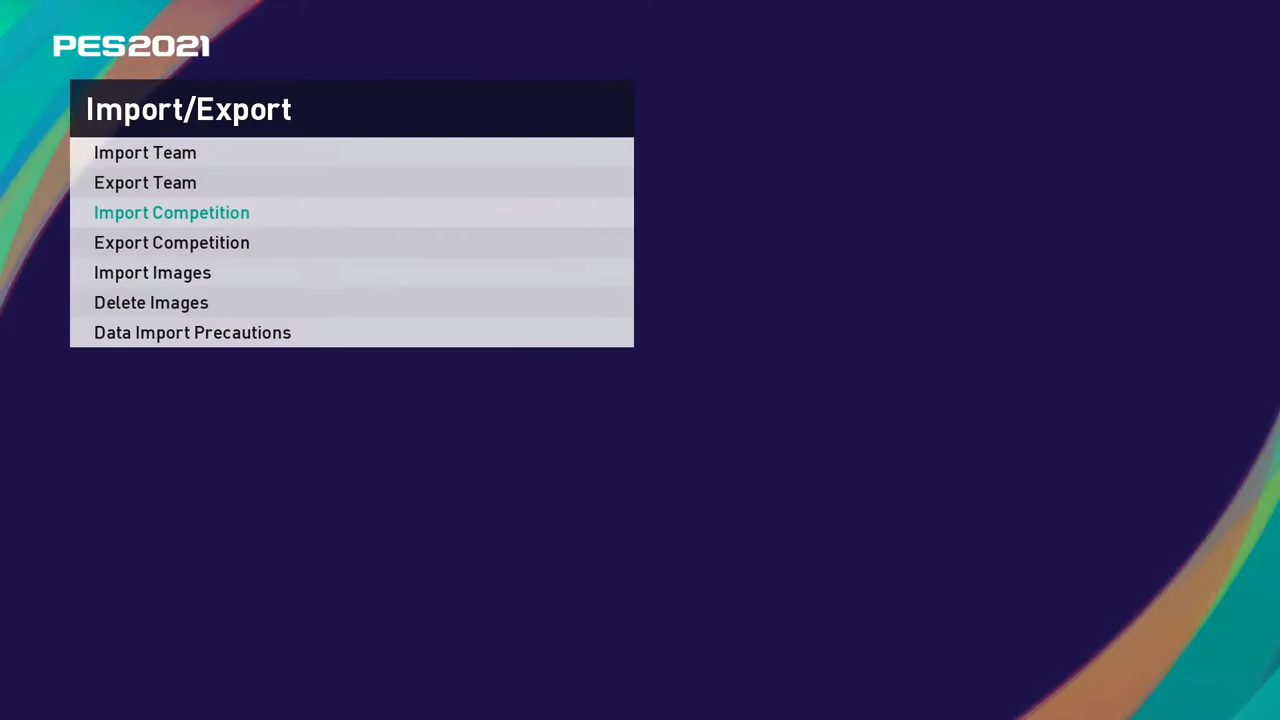 PES2021
Import/Export
Import Team
Export Team
Import Competition
Export Competition
Import Images
Delete Images
Data Import Precautions